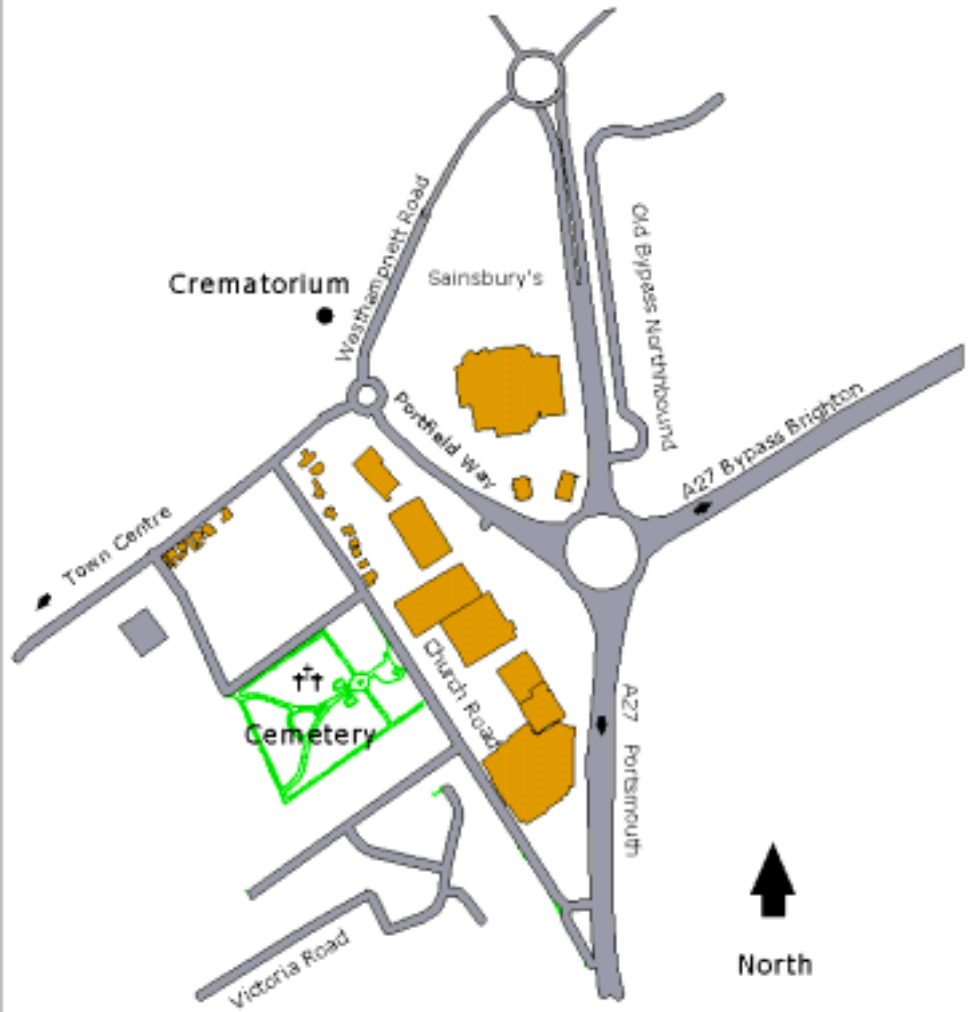 Westhampnett Road
Old Bypass Northbound
Crematorium
Sainsbury's
Portfield Way
A27 Bypass Brighton
Town Centre
Church Road
Cemetery
A27 Portsmouth
Victoria Road
North